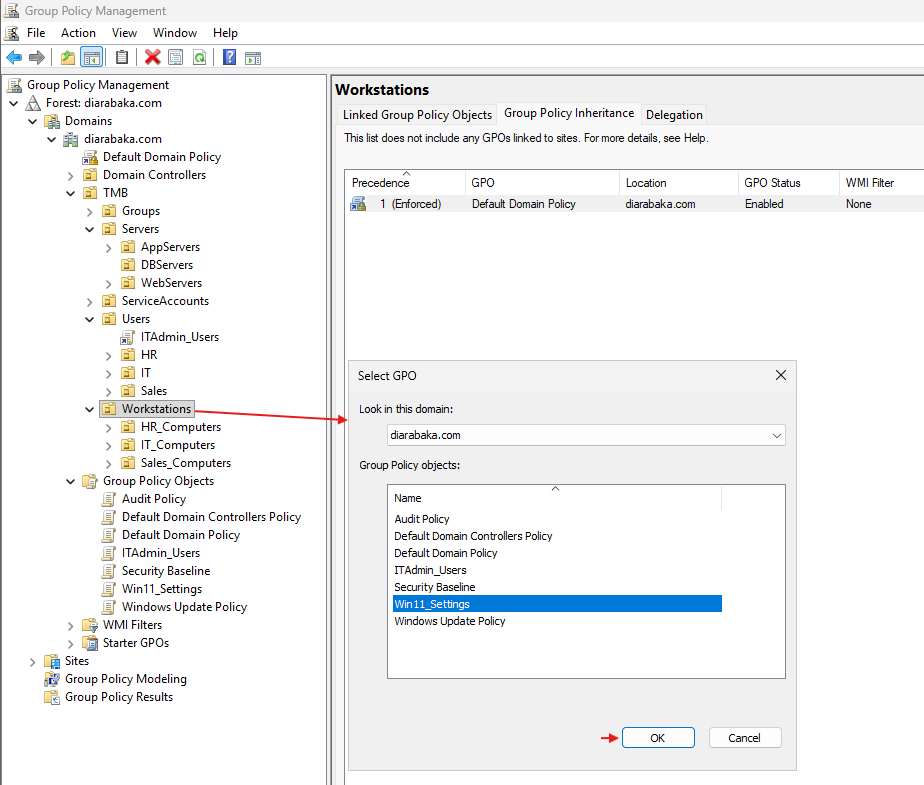 Group Policy Management
File Action View Window Help
Group Policy Management
Forest: diarabaka.com
Domains
diarabaka.com
Default Domain Policy
Domain Controllers
TMB
Groups
Servers
AppServers
DBServers
WebServers
ServiceAccounts
Users
ITAdmin_Users
HR
IT
Sales
Workstations
HR_Computers
IT_Computers
Sales_Computers
Group Policy Objects
Audit Policy
Default Domain Controllers Policy
Default Domain Policy
ITAdmin_Users
Security Baseline
Win11_Settings
Windows Update Policy
WMI Filters
Starter GPOs
Sites
Group Policy Modeling
Group Policy Results
Workstations
Linked Group Policy Objects Group Policy Inheritance Delegation
This list does not include any GPOs linked to sites. For more details, see Help.
Precedence GPO Location GPO Status WMI Filter
1 (Enforced) Default Domain Policy diarabaka.com Enabled None
Select GPO
Look in this domain:
diarabaka.com
Group Policy objects:
Name
Audit Policy
Default Domain Controllers Policy
Default Domain Policy
ITAdmin_Users
Security Baseline
Win11_Settings
Windows Update Policy
OK Cancel